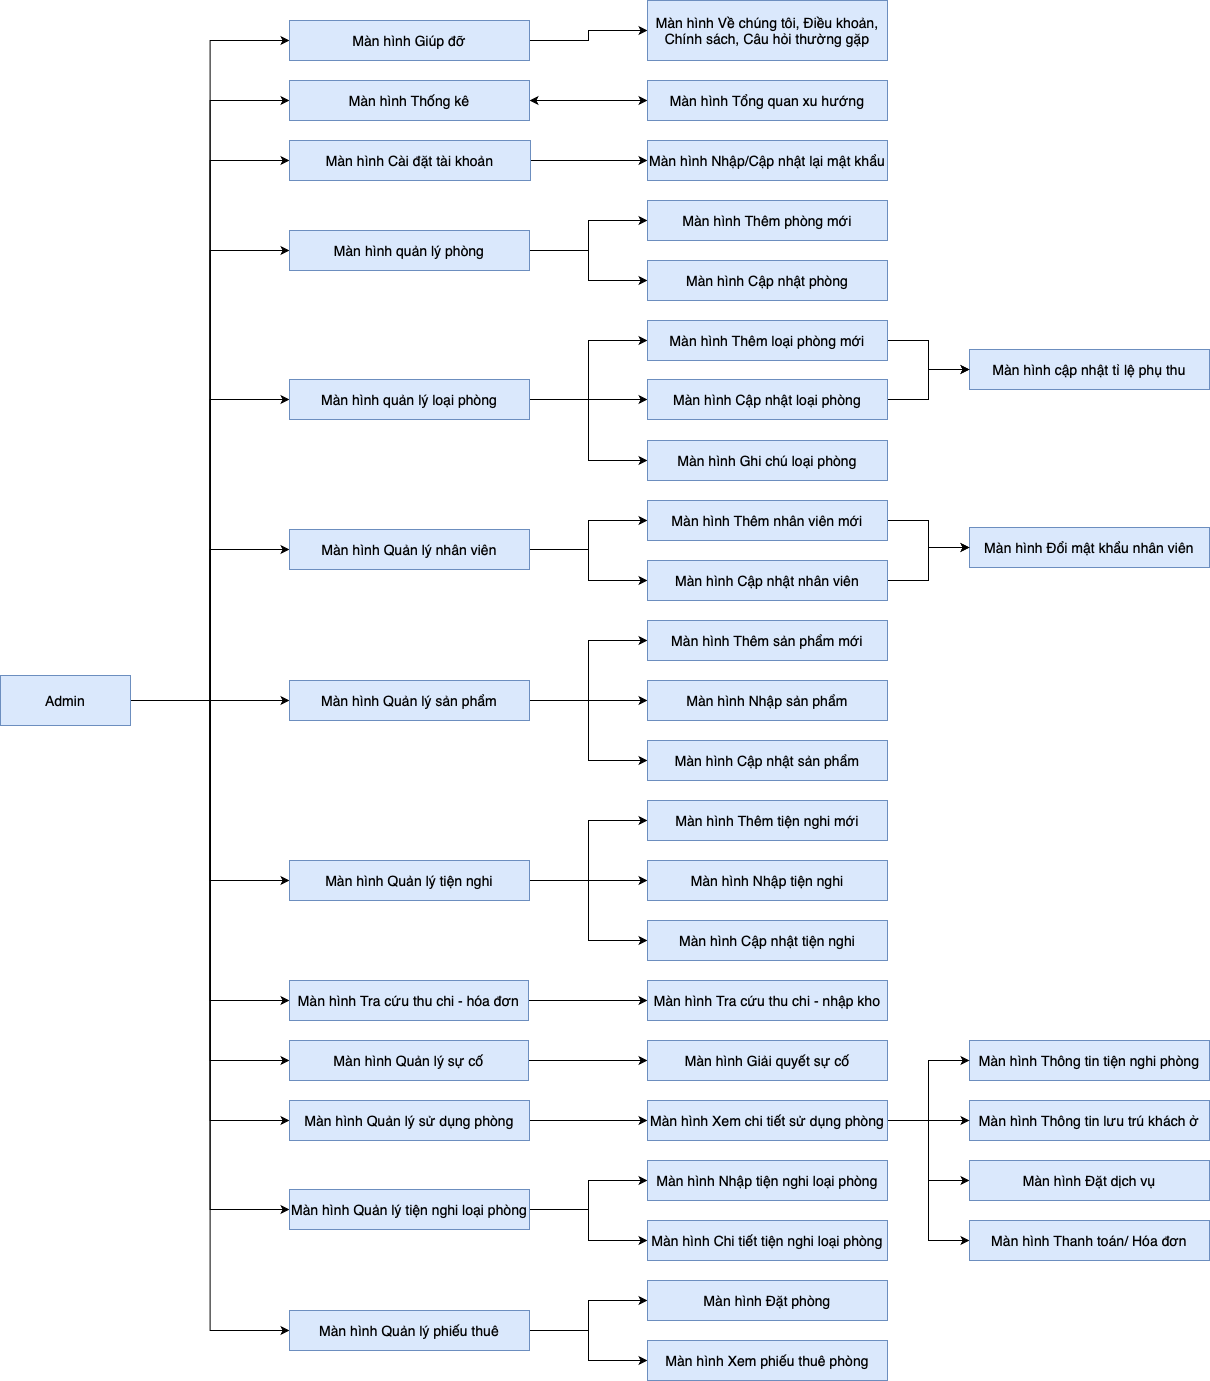 Màn hình Giúp đỡ
Màn hình Về chúng tôi, Điều khoản,
Chính sách, Câu hỏi thường gặp
Màn hình Thống kê
Màn hình Tổng quan xu hướng
Màn hình Cài đặt tài khoản
Màn hình Nhập/Cập nhật lại mật khẩu
Màn hình quản lý phòng
Màn hình Thêm phòng mới
Màn hình Cập nhật phòng
Màn hình quản lý loại phòng
Màn hình Thêm loại phòng mới
Màn hình Cập nhật loại phòng
Màn hình Ghi chú loại phòng
Màn hình cập nhật tỉ lệ phụ thu
Màn hình Quản lý nhân viên
Màn hình Thêm nhân viên mới
Màn hình Cập nhật nhân viên
Màn hình Đổi mật khẩu nhân viên
Admin
Màn hình Quản lý sản phẩm
Màn hình Thêm sản phẩm mới
Màn hình Nhập sản phẩm
Màn hình Cập nhật sản phẩm
Màn hình Quản lý tiện nghi
Màn hình Thêm tiện nghi mới
Màn hình Nhập tiện nghi
Màn hình Cập nhật tiện nghi
Màn hình Tra cứu thu chi - hóa đơn
Màn hình Tra cứu thu chi - nhập kho
Màn hình Quản lý sự cố
Màn hình Giải quyết sự cố
Màn hình Quản lý sử dụng phòng
Màn hình Xem chi tiết sử dụng phòng
Màn hình Thông tin tiện nghi phòng
Màn hình Thông tin lưu trú khách ở
Màn hình Đặt dịch vụ
Màn hình Thanh toán/ Hóa đơn
Màn hình Quản lý tiện nghi loại phòng
Màn hình Nhập tiện nghi loại phòng
Màn hình Chi tiết tiện nghi loại phòng
Màn hình Quản lý phiếu thuê
Màn hình Đặt phòng
Màn hình Xem phiếu thuê phòng